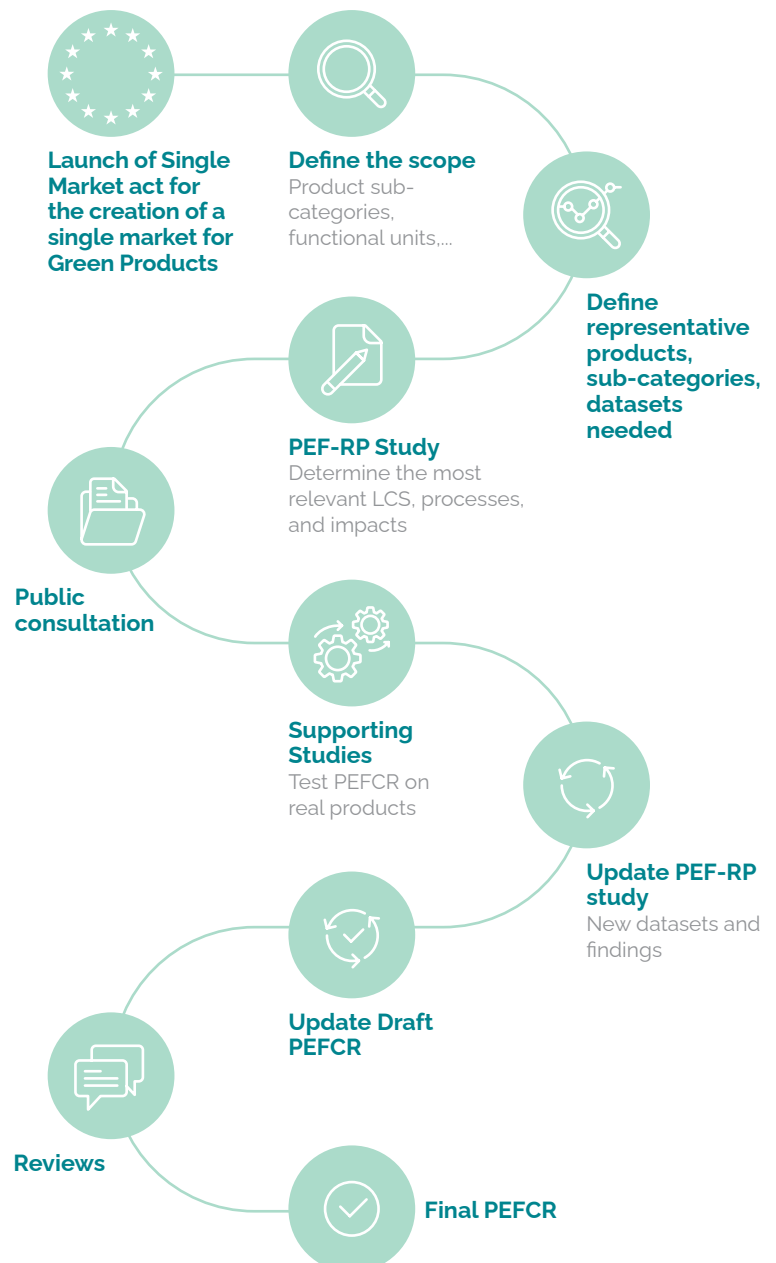 Launch of Single
Market act for
the creation of a
single market for
Green Products
Define the scope
Product sub-
categories,
functional units,...
Define
representative
products,
sub-categories,
datasets
needed
PEF-RP Study
Determine the most
relevant LCS, processes,
and impacts
Public
consultation
Supporting
Studies
Test PEFCR on
real products
Update PEF-RP
study
New datasets and
findings
Update Draft
PEFCR
Reviews
Final PEFCR